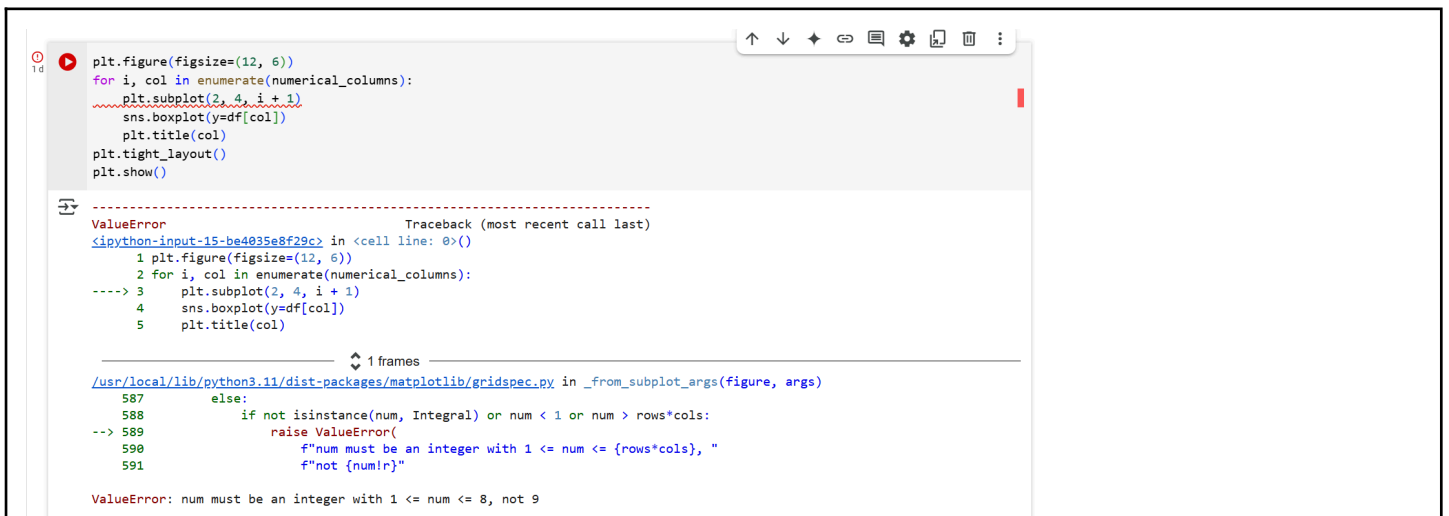 1d
plt.figure(figsize=(12, 6))
for i, col in enumerate(numerical_columns):
    plt.subplot(2, 4, i + 1)
    sns.boxplot(y=df[col])
    plt.title(col)
plt.tight_layout()
plt.show()
---------------------------------------------------------------------------
ValueError                                Traceback (most recent call last)
<ipython-input-15-be4035e8f29c> in <cell line: 0>()
      1 plt.figure(figsize=(12, 6))
      2 for i, col in enumerate(numerical_columns):
----> 3     plt.subplot(2, 4, i + 1)
      4     sns.boxplot(y=df[col])
      5     plt.title(col)
1 frames
/usr/local/lib/python3.11/dist-packages/matplotlib/gridspec.py in _from_subplot_args(figure, args)
    587         else:
    588             if not isinstance(num, Integral) or num < 1 or num > rows*cols:
--> 589                 raise ValueError(
    590                     f"num must be an integer with 1 <= num <= {rows*cols}, "
    591                     f"not {num!r}"
ValueError: num must be an integer with 1 <= num <= 8, not 9